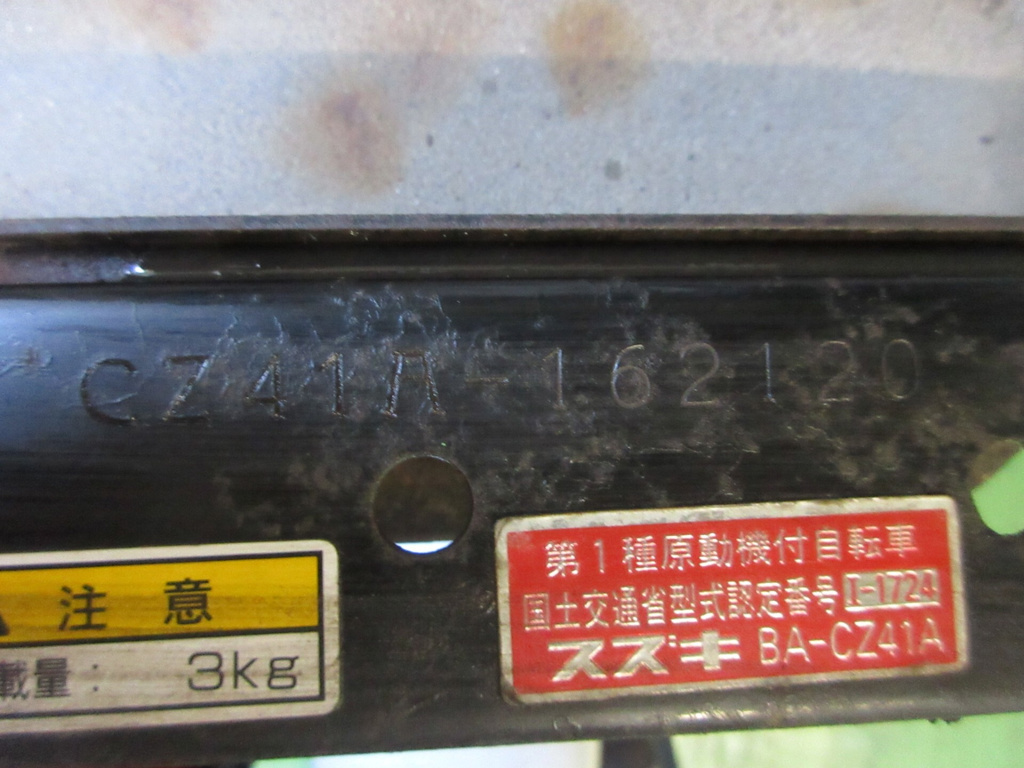 CZ41A-162120
注意
載量: 3kg
第1種原動機付自転車
国土交通省型式認定番号 I-1724
スズキ BA-CZ41A